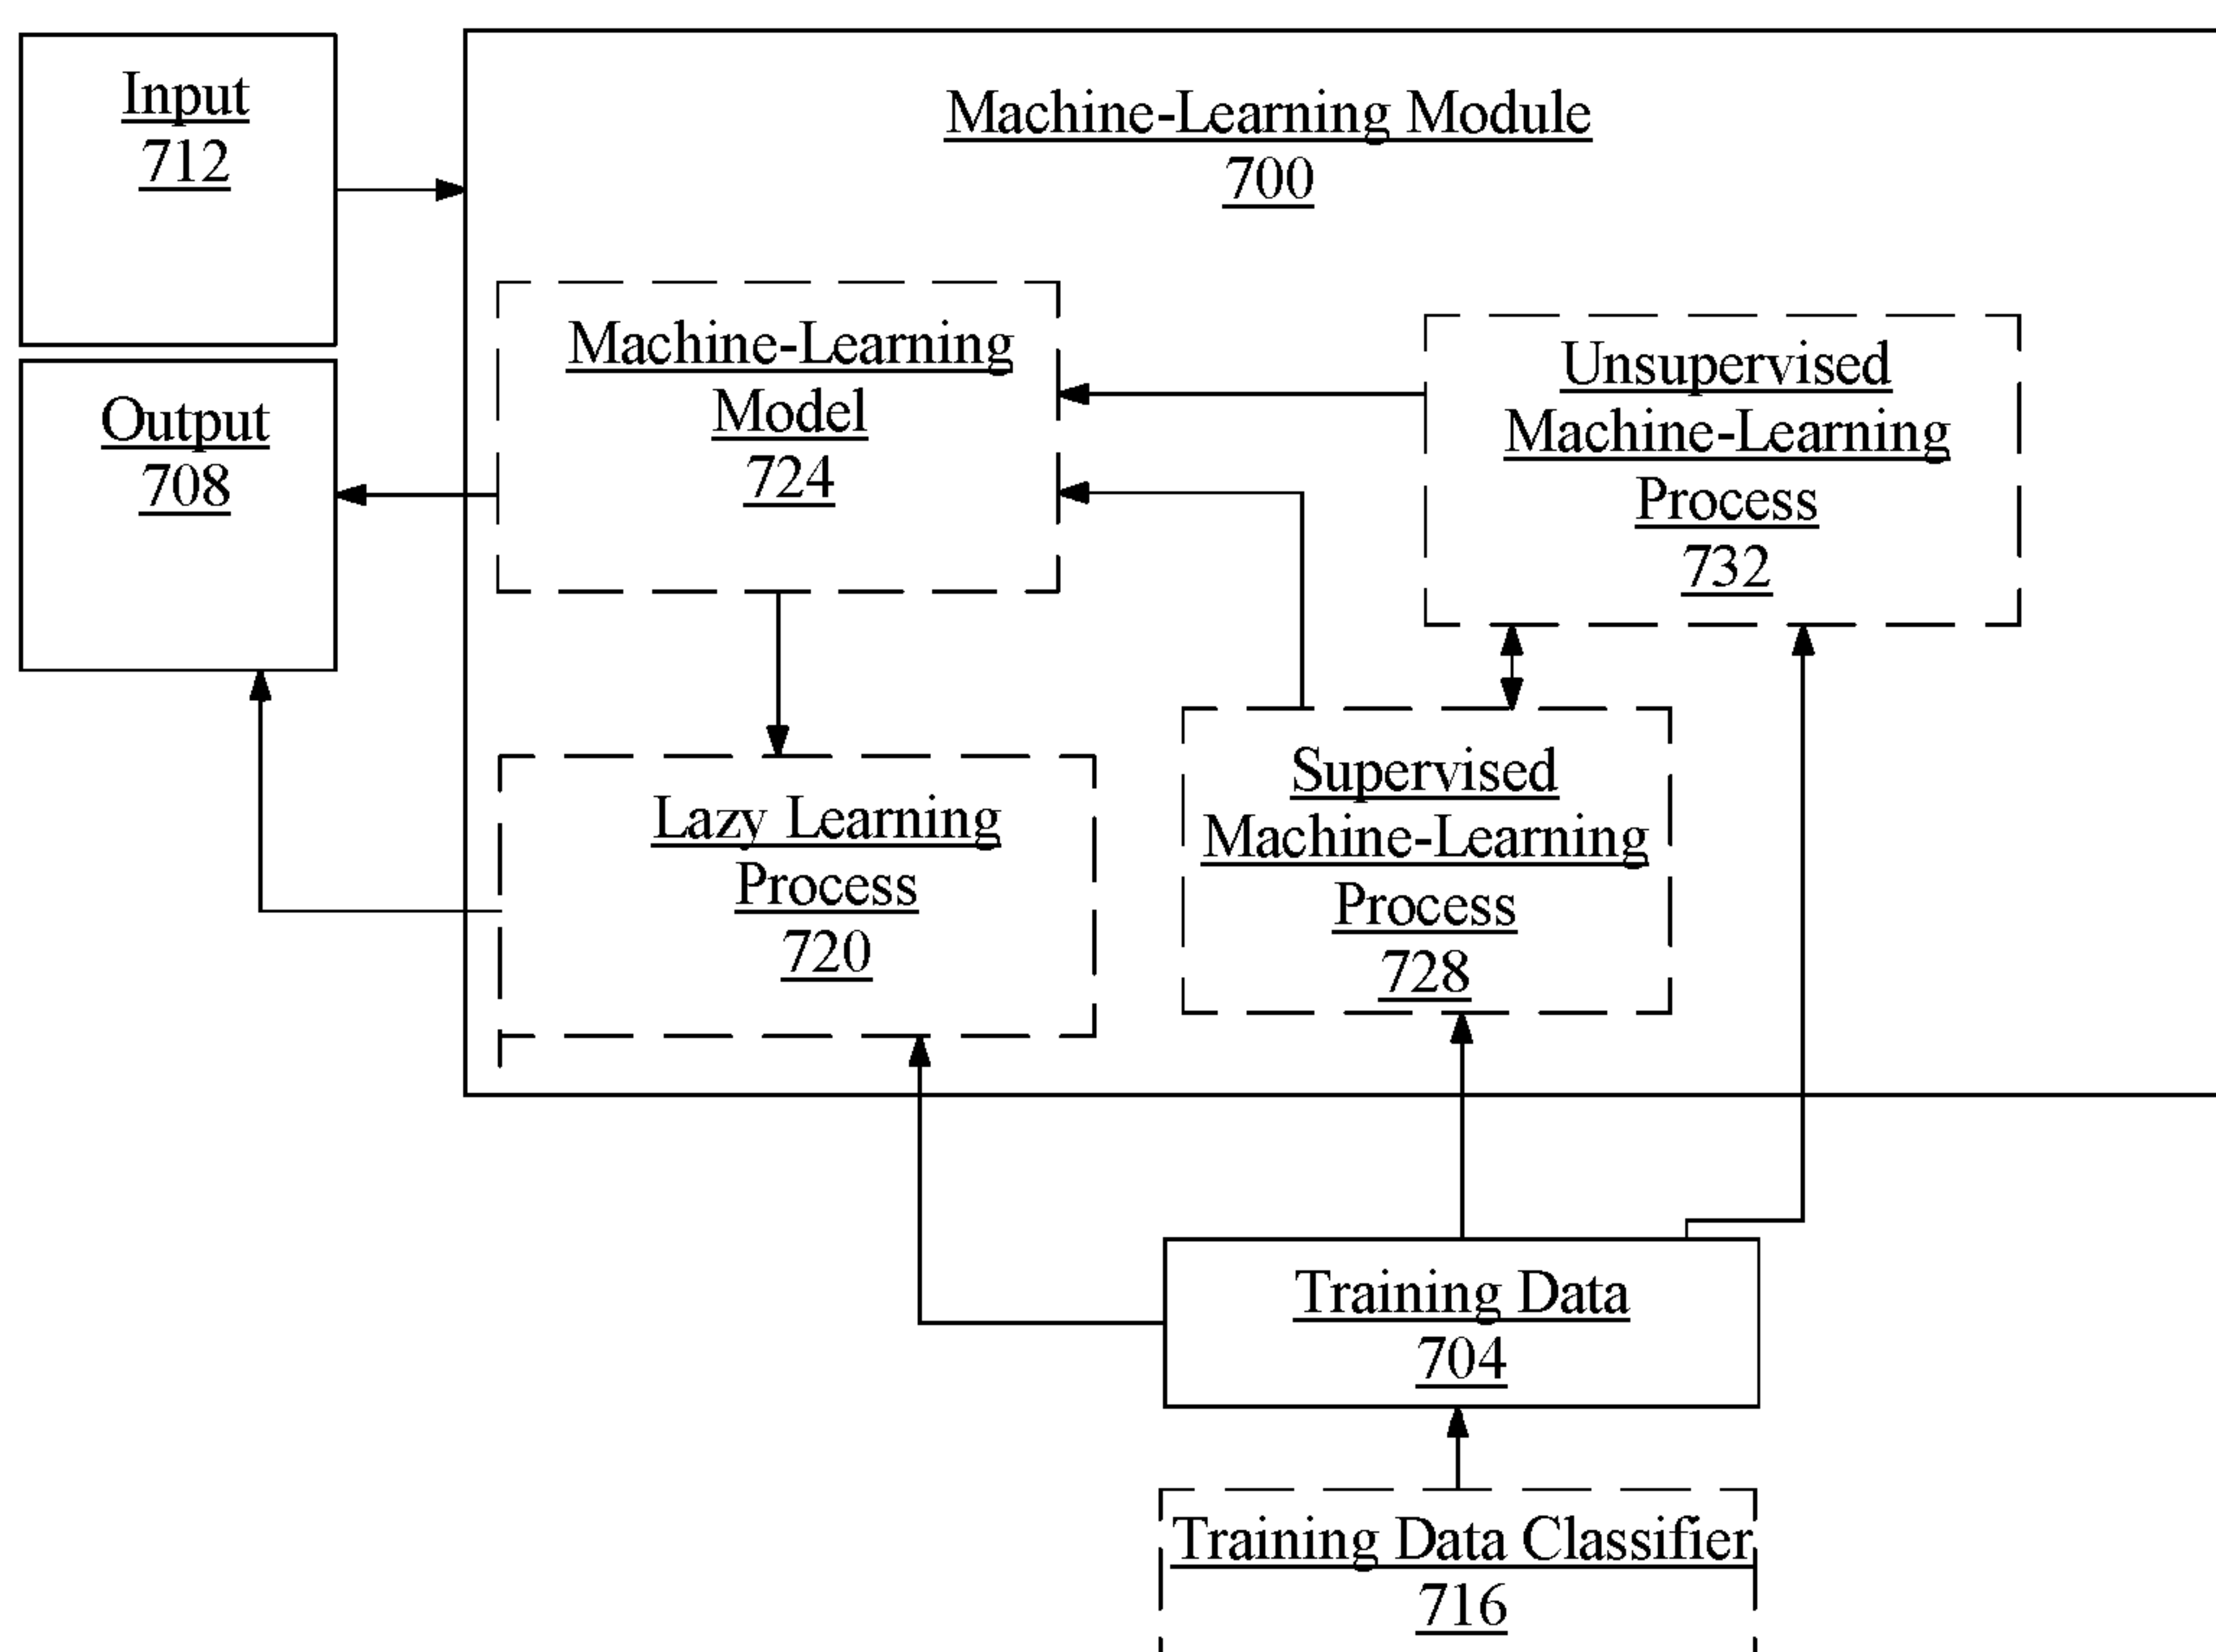 Input
712
Machine-Learning Module
700
Machine-Learning
Model
724
Unsupervised
Machine-Learning
Process
732
Output
708
Lazy Learning
Process
720
Supervised
Machine-Learning
Process
728
Training Data
704
Training Data Classifier
716